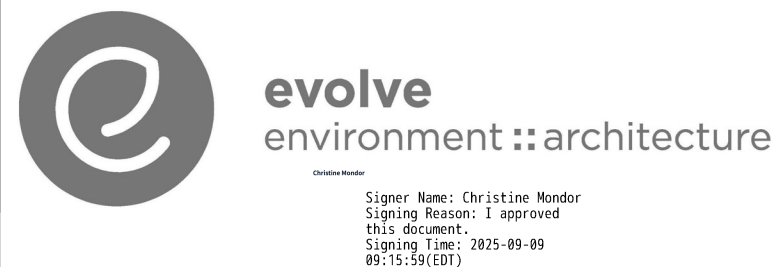 evolve
environment :: architecture
Christine Mondor
Signer Name: Christine Mondor
Signing Reason: I approved
this document.
Signing Time: 2025-09-09
09:15:59(EDT)